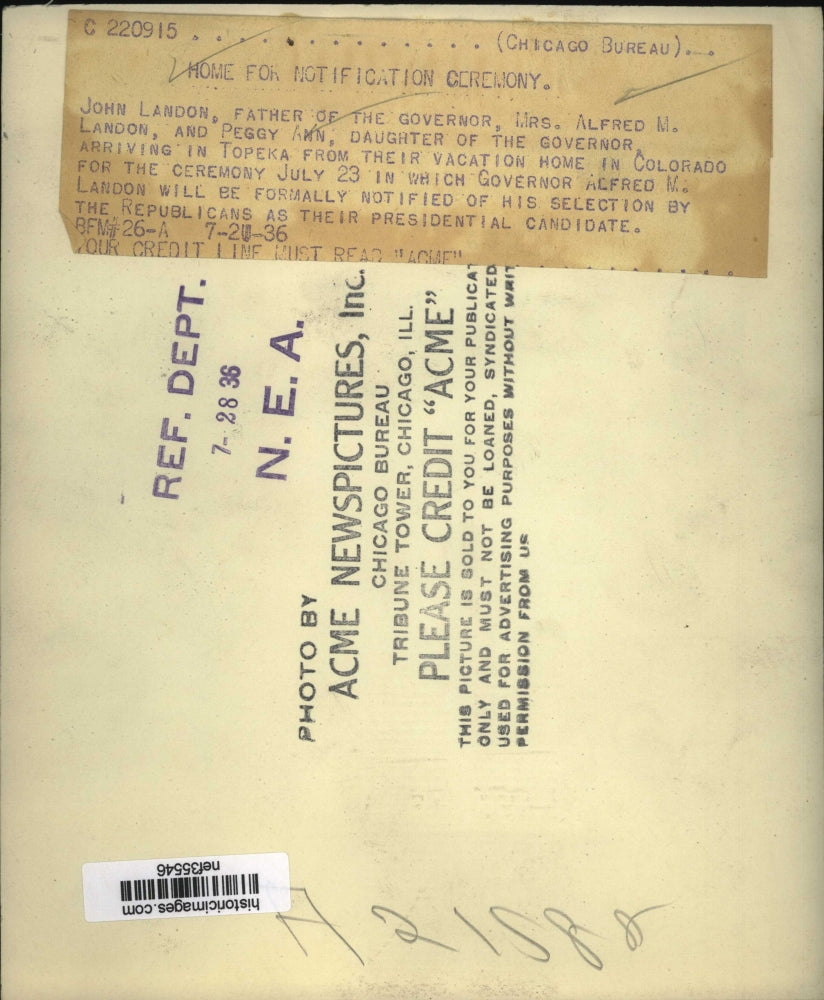 C 220915 . . . . . . . . . . . . . (CHICAGO BUREAU)...
HOME FOR NOTIFICATION CEREMONY.
JOHN LANDON, FATHER OF THE GOVERNOR, MRS. ALFRED M.
LANDON, AND PEGGY ANN, DAUGHTER OF THE GOVERNOR,
ARRIVING IN TOPEKA FROM THEIR VACATION HOME IN COLORADO
FOR THE CEREMONY JULY 23 IN WHICH GOVERNOR ALFRED M.
LANDON WILL BE FORMALLY NOTIFIED OF HIS SELECTION BY
THE REPUBLICANS AS THEIR PRESIDENTIAL CANDIDATE.
BFM#26-A
YOUR CREDIT LINE MUST READ "ACME"
REF. DEPT.
7-28 36
N. E. A.
PHOTO BY
ACME NEWSPICTURES, Inc.
CHICAGO BUREAU
TRIBUNE TOWER, CHICAGO, ILL.
PLEASE CREDIT "ACME"
THIS PICTURE IS SOLD TO YOU FOR YOUR PUBLICAT
ONLY AND MUST NOT BE LOANED, SYNDICATED
USED FOR ADVERTISING PURPOSES WITHOUT WRIT
PERMISSION FROM US
historicimages.com
nef35546